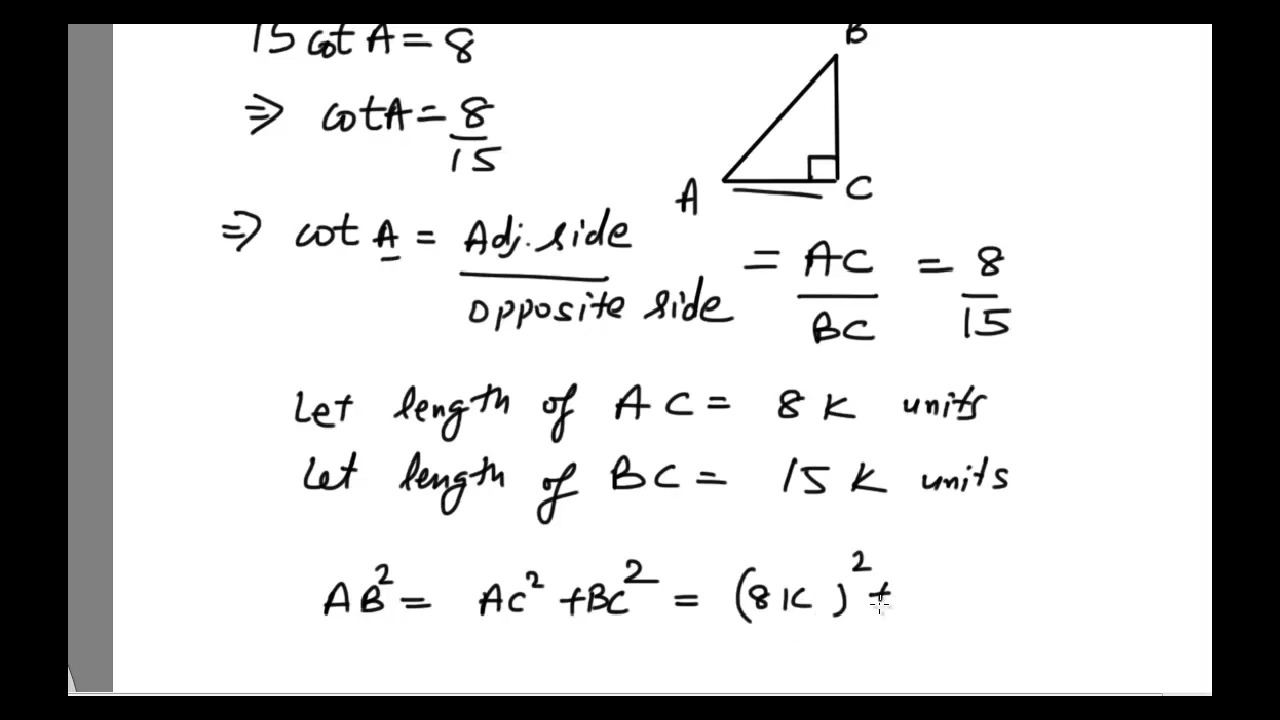 15 cot A = 8
B
⇒ cot A = 8/15
A
C
⇒ cot A = Adj. side / opposite side = AC / BC = 8 / 15
Let length of AC = 8 K units
Let length of BC = 15 K units
AB² = AC² + BC² = (8K)² +